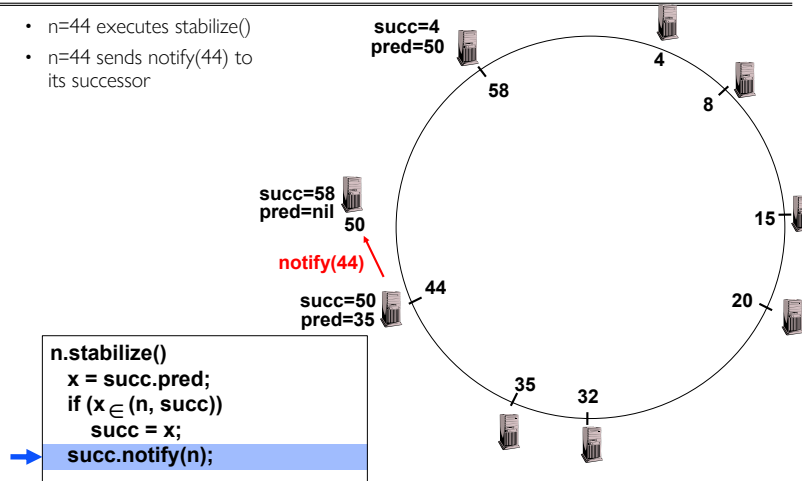 • n=44 executes stabilize()
• n=44 sends notify(44) to
its successor
succ=4
pred=50
58
4
8
15
20
32
35
44
succ=58
pred=nil
50
notify(44)
succ=50
pred=35
n.stabilize()
x = succ.pred;
if (x ∈ (n, succ))
succ = x;
succ.notify(n);